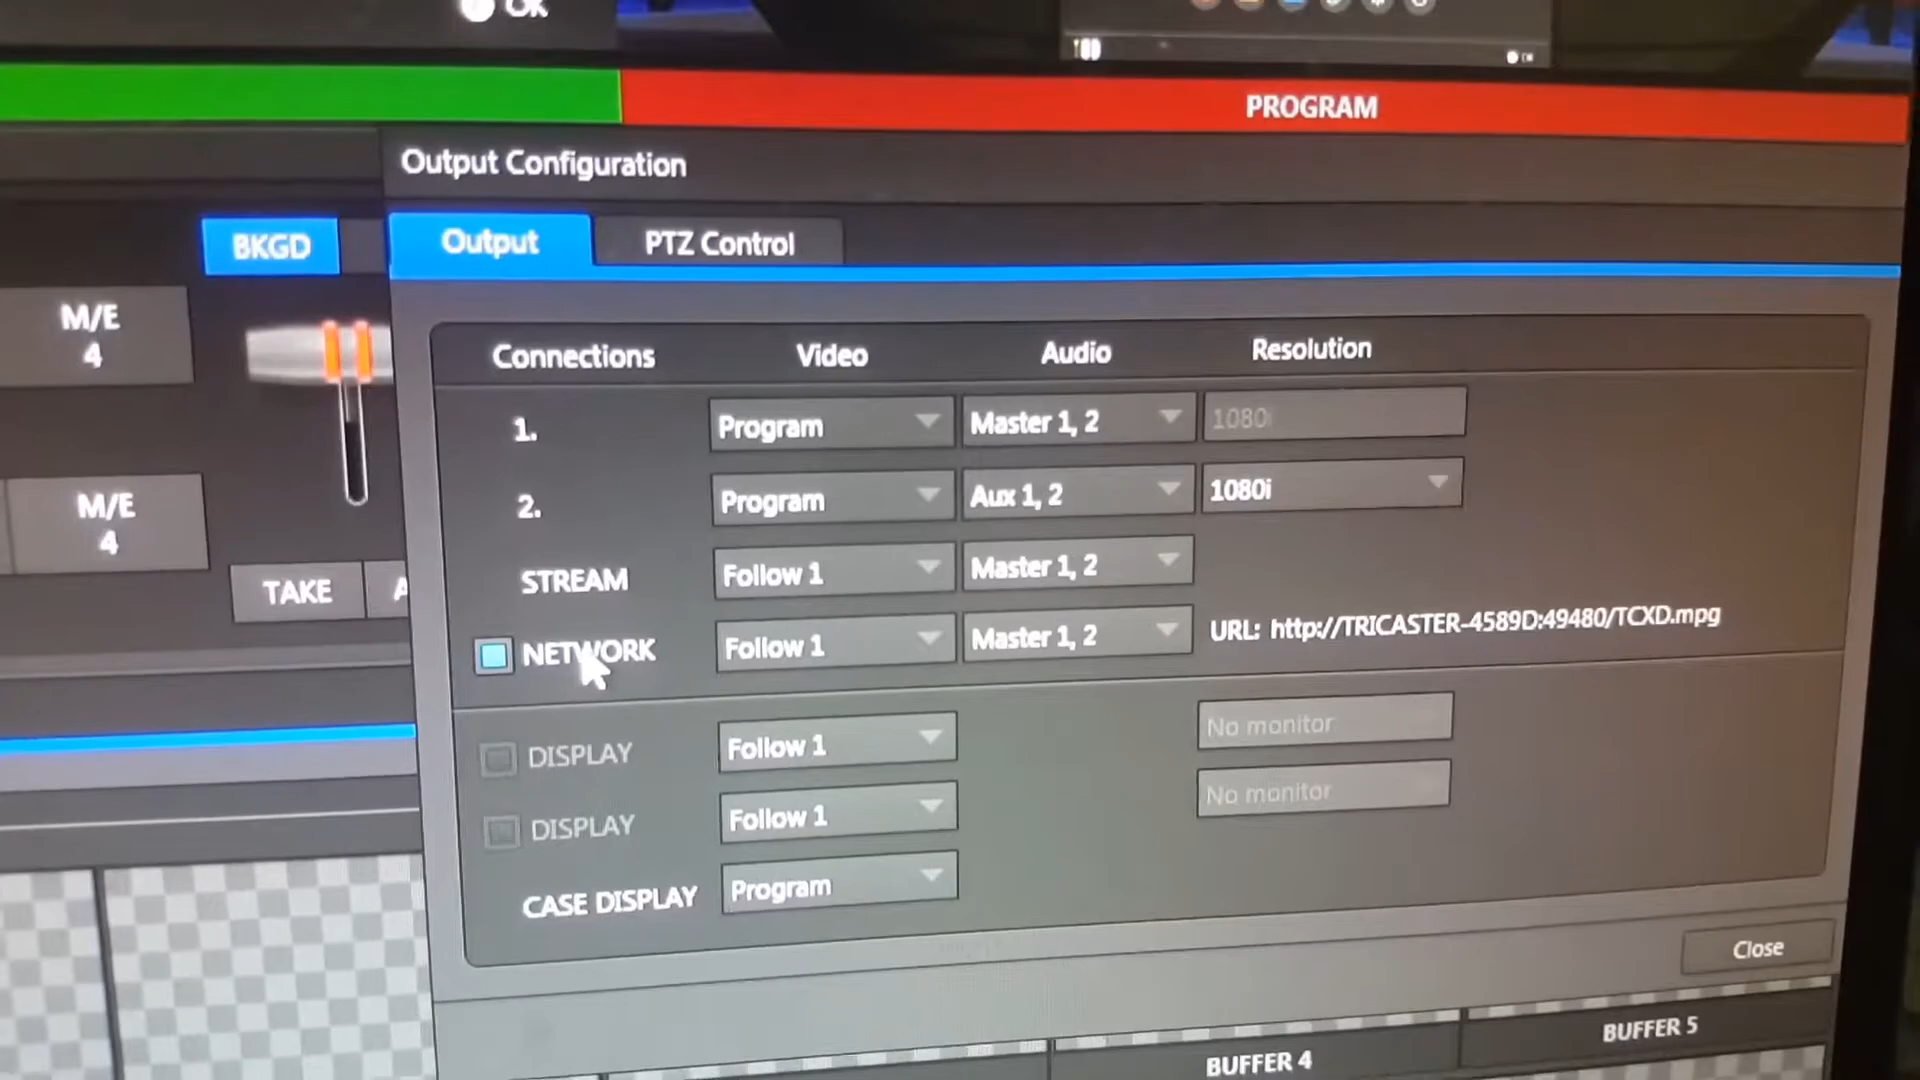 OK
PROGRAM
Output Configuration
BKGD
Output
PTZ Control
M/E
4
Connections
Video
Audio
Resolution
1.
Program
Master 1, 2
1080i
2.
Program
Aux 1, 2
1080i
M/E
4
TAKE
STREAM
Follow 1
Master 1, 2
NETWORK
Follow 1
Master 1, 2
URL: http://TRICASTER-4589D:49480/TCXD.mpg
DISPLAY
Follow 1
No monitor
DISPLAY
Follow 1
No monitor
CASE DISPLAY
Program
Close
BUFFER 4
BUFFER 5